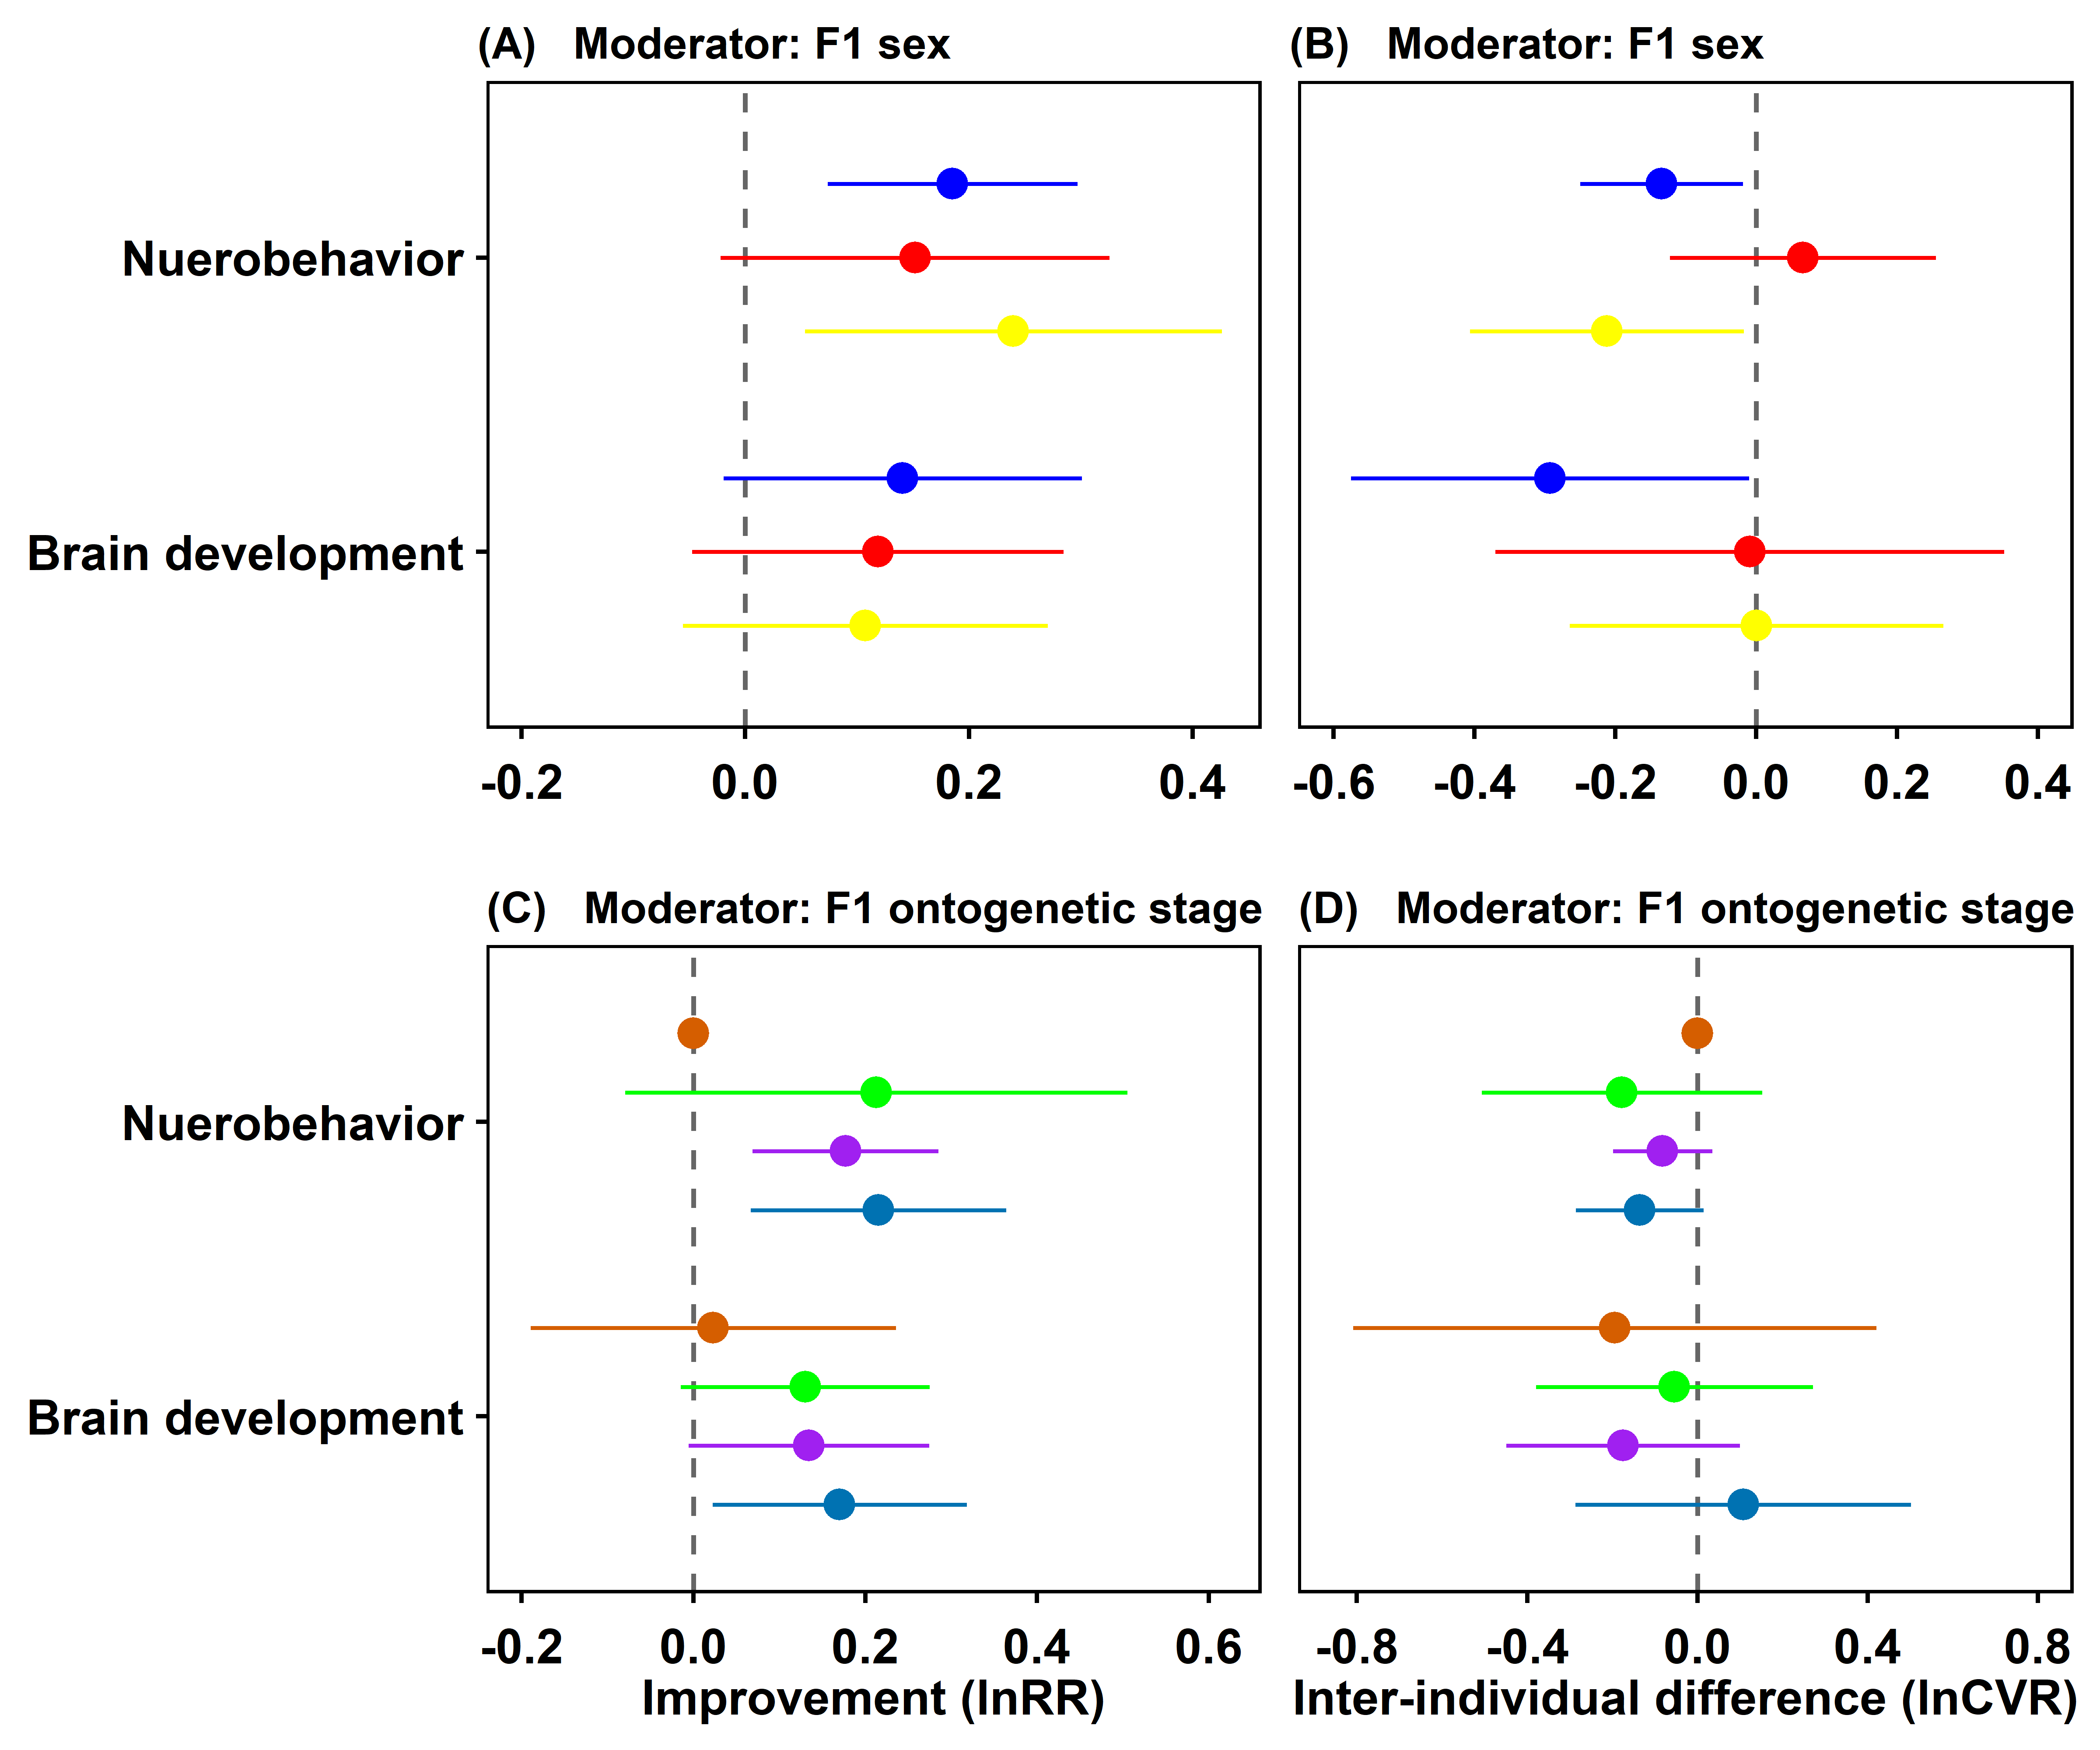 (A) Moderator: F1 sex
(B) Moderator: F1 sex
Nuerobehavior
Brain development
-0.2 0.0 0.2 0.4
-0.6 -0.4 -0.2 0.0 0.2 0.4
(C) Moderator: F1 ontogenetic stage
(D) Moderator: F1 ontogenetic stage
Nuerobehavior
Brain development
-0.2 0.0 0.2 0.4 0.6
-0.8 -0.4 0.0 0.4 0.8
Improvement (lnRR)
Inter-individual difference (lnCVR)